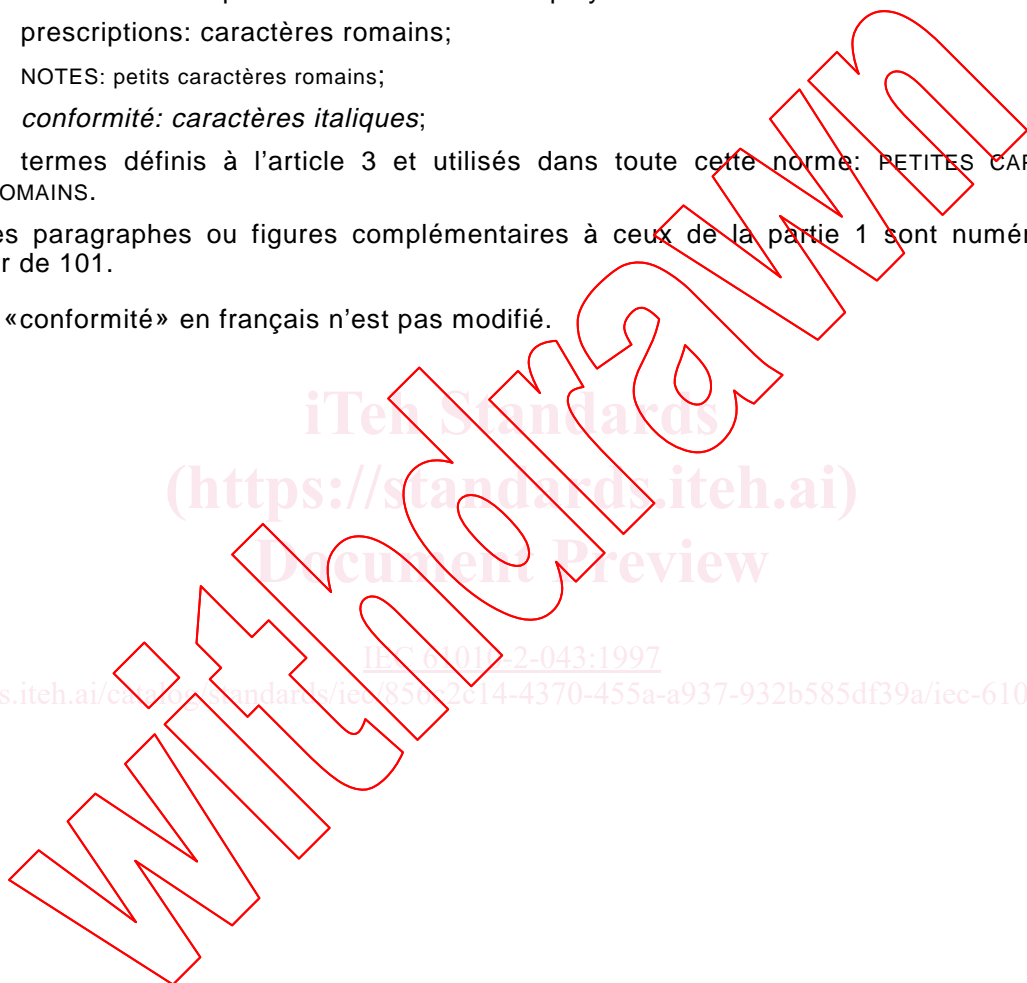 prescriptions: caractères romains;
NOTES: petits caractères romains;
conformité: caractères italiques;
termes définis à l’article 3 et utilisés dans toute cette norme: PETITES
OMAINS.
es paragraphes ou figures complémentaires à ceux de la partie 1 sont
r de 101.
«conformité» en français n’est pas modifié.
iTeh Standards
(https://standards.iteh.ai)
Document Preview
IEC 61010-2-043:1997
s.iteh.ai/catalog/standards/iec/856c2c14-4370-455a-a937-932b585df39a/iec-610
withdrawn